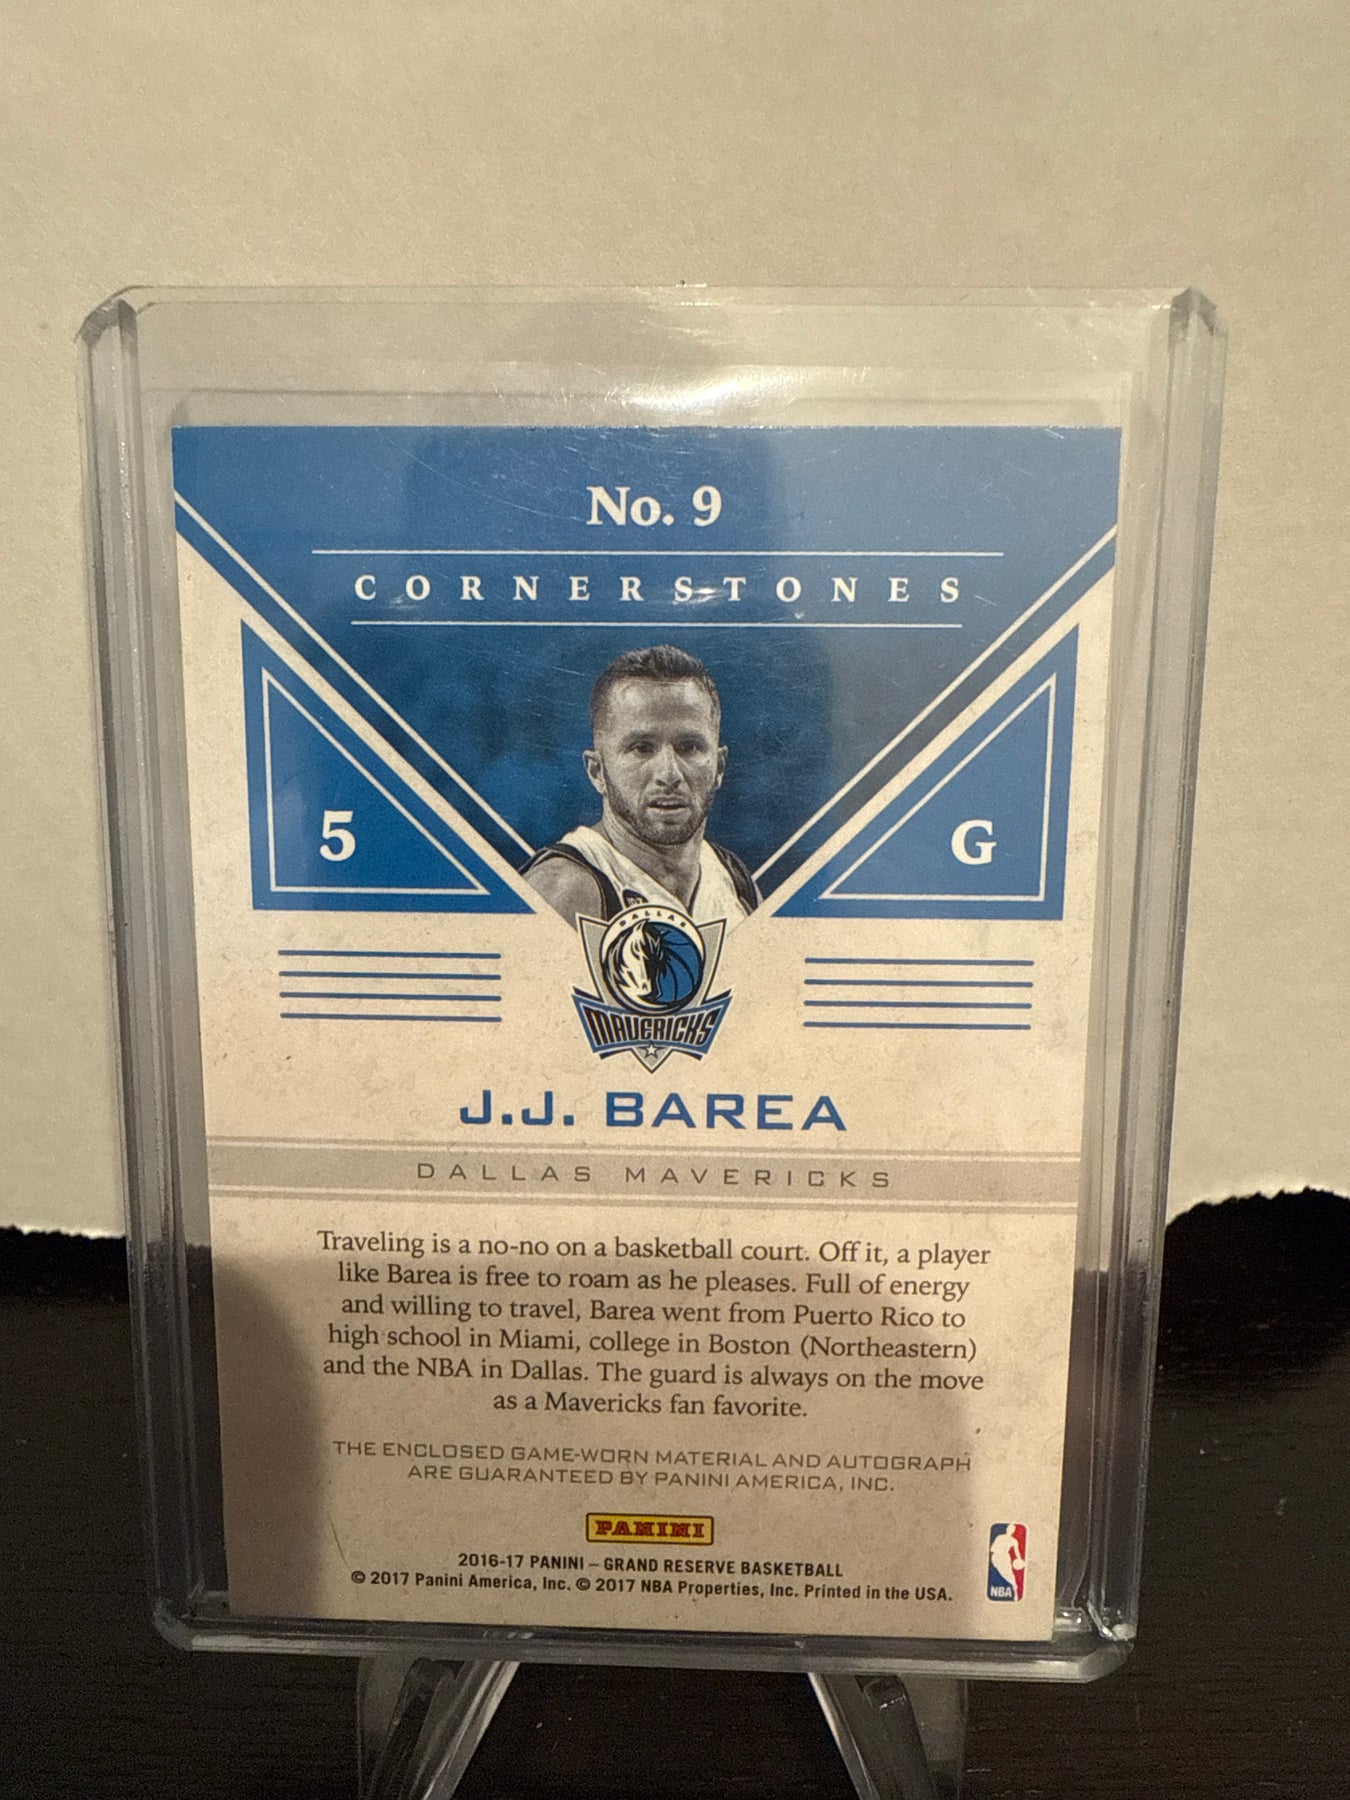 No. 9
CORNERSTONES
5
G
DALLAS
MAVERICKS
J.J. BAREA
DALLAS MAVERICKS
Traveling is a no-no on a basketball court. Off it, a player
like Barea is free to roam as he pleases. Full of energy
and willing to travel, Barea went from Puerto Rico to
high school in Miami, college in Boston (Northeastern)
and the NBA in Dallas. The guard is always on the move
as a Mavericks fan favorite.
THE ENCLOSED GAME-WORN MATERIAL AND AUTOGRAPH
ARE GUARANTEED BY PANINI AMERICA, INC.
PANINI
2016-17 PANINI – GRAND RESERVE BASKETBALL
© 2017 Panini America, Inc. © 2017 NBA Properties, Inc. Printed in the USA.
NBA